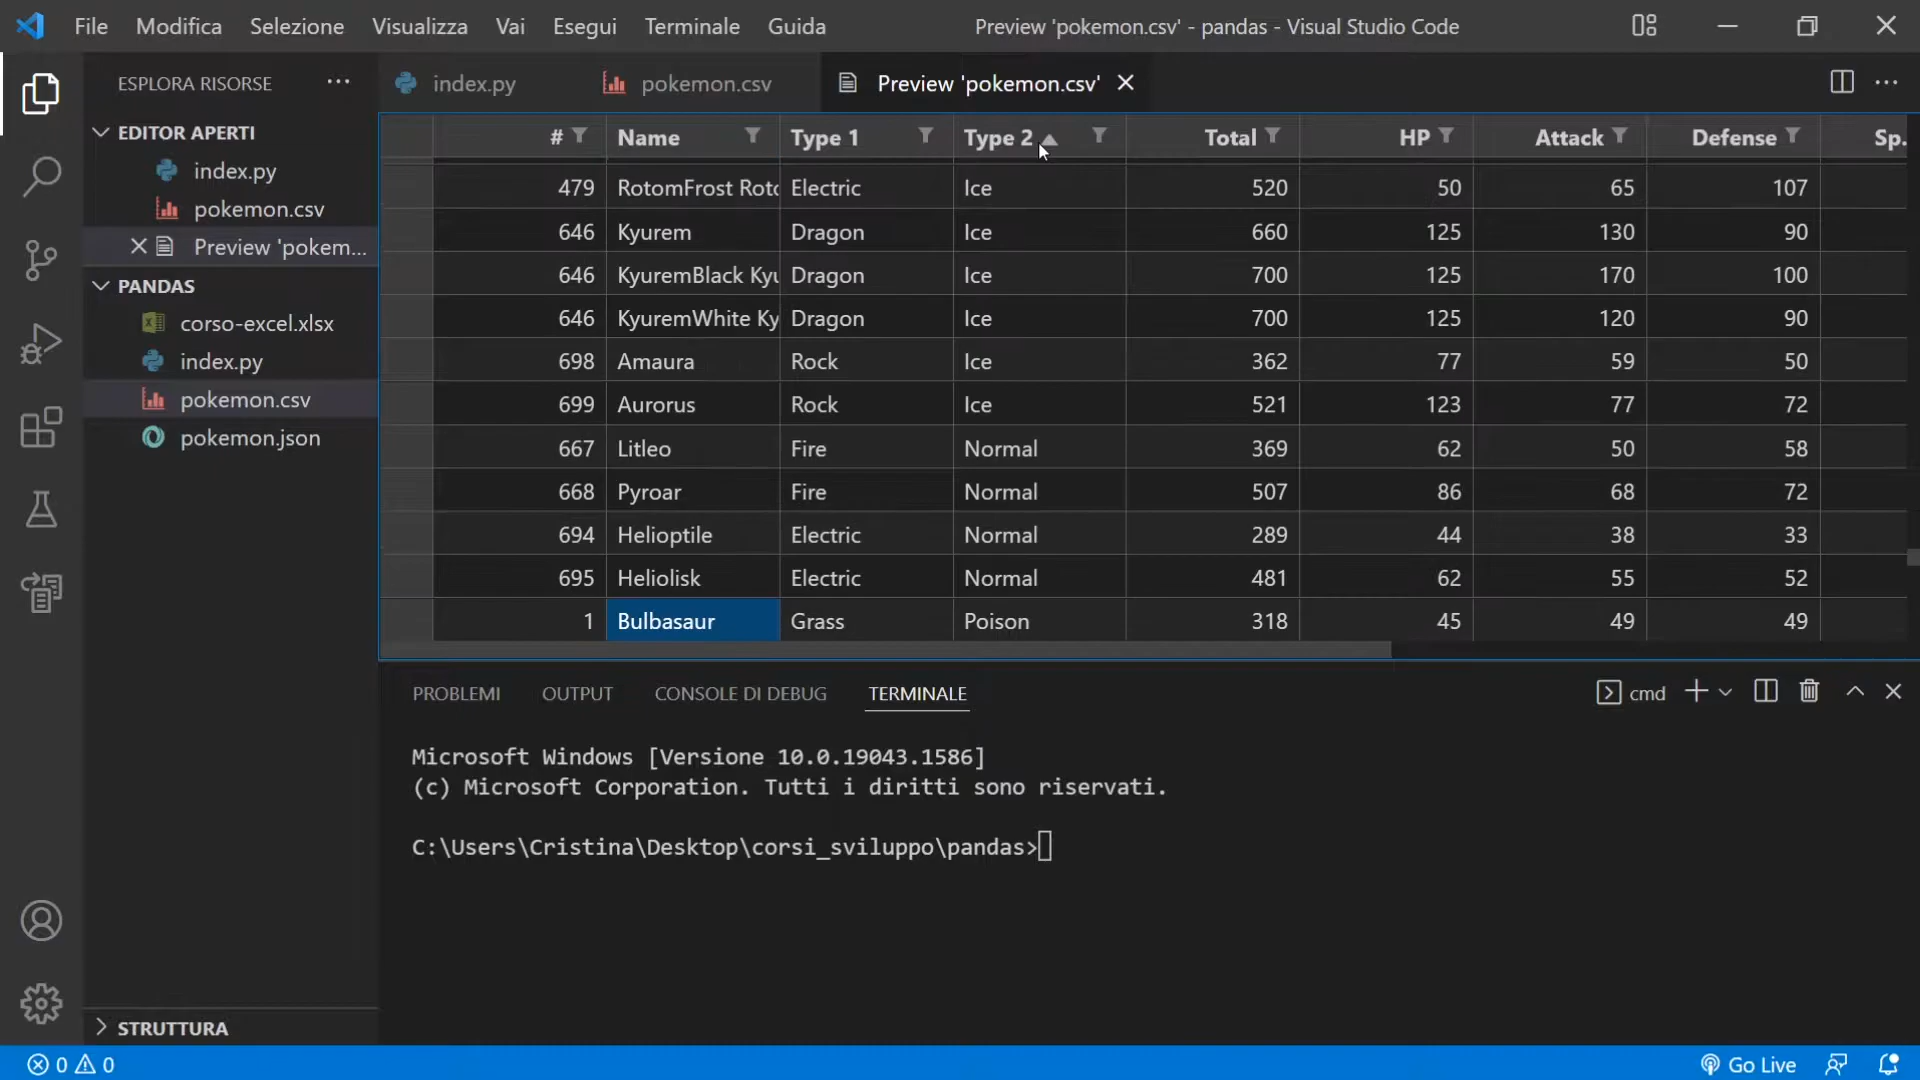 File Modifica Selezione Visualizza Vai Esegui Terminale Guida Preview 'pokemon.csv' - pandas - Visual Studio Code
ESPLORA RISORSE
EDITOR APERTI
index.py
pokemon.csv
Preview 'pokem...
PANDAS
corso-excel.xlsx
index.py
pokemon.csv
pokemon.json
STRUTTURA
index.py pokemon.csv Preview 'pokemon.csv'
# Name Type 1 Type 2 Total HP Attack Defense Sp.
479 RotomFrost Roto Electric Ice 520 50 65 107
646 Kyurem Dragon Ice 660 125 130 90
646 KyuremBlack Kyu Dragon Ice 700 125 170 100
646 KyuremWhite Ky Dragon Ice 700 125 120 90
698 Amaura Rock Ice 362 77 59 50
699 Aurorus Rock Ice 521 123 77 72
667 Litleo Fire Normal 369 62 50 58
668 Pyroar Fire Normal 507 86 68 72
694 Helioptile Electric Normal 289 44 38 33
695 Heliolisk Electric Normal 481 62 55 52
1 Bulbasaur Grass Poison 318 45 49 49
PROBLEMI OUTPUT CONSOLE DI DEBUG TERMINALE cmd
Microsoft Windows [Versione 10.0.19043.1586]
(c) Microsoft Corporation. Tutti i diritti sono riservati.
C:\Users\Cristina\Desktop\corsi_sviluppo\pandas>
0 0 Go Live